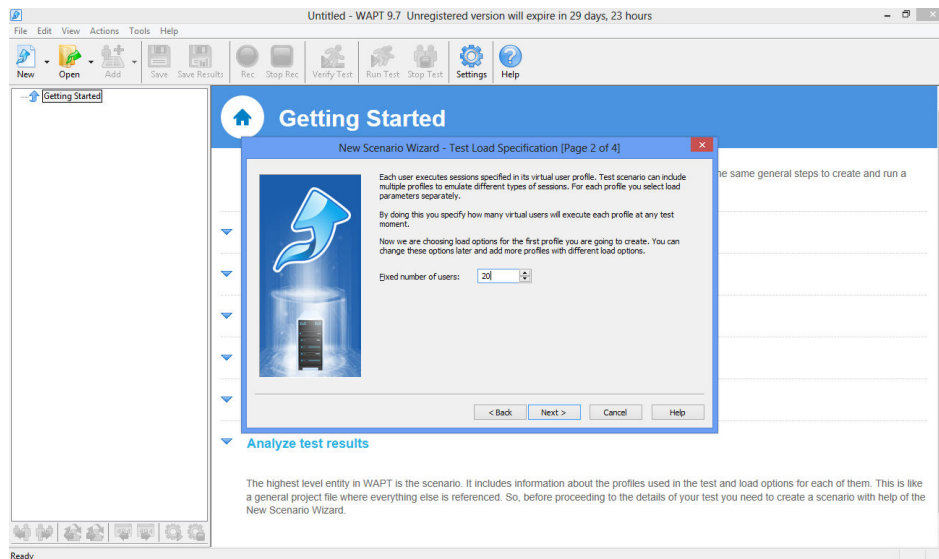 Untitled - WAPT 9.7 Unregistered version will expire in 29 days, 23 hours
File Edit View Actions Tools Help
New Open Add Save Save Results Rec Stop Rec Verify Test Run Test Stop Test Settings Help
Getting Started
Getting Started
New Scenario Wizard - Test Load Specification [Page 2 of 4]
he same general steps to create and run a
Each user executes sessions specified in its virtual user profile. Test scenario can include
multiple profiles to emulate different types of sessions. For each profile you select load
parameters separately.
By doing this you specify how many virtual users will execute each profile at any test
moment.
Now we are choosing load options for the first profile you are going to create. You can
change these options later and add more profiles with different load options.
Fixed number of users: 20
< Back Next > Cancel Help
Analyze test results
The highest level entity in WAPT is the scenario. It includes information about the profiles used in the test and load options for each of them. This is like
a general project file where everything else is referenced. So, before proceeding to the details of your test you need to create a scenario with help of the
New Scenario Wizard.
Ready